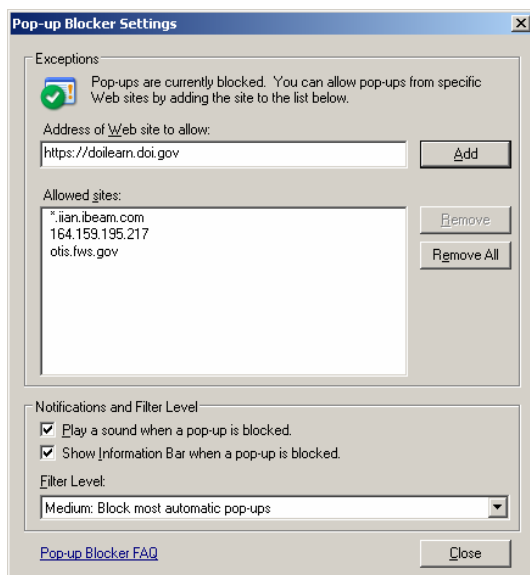 Pop-up Blocker Settings
Exceptions
Pop-ups are currently blocked. You can allow pop-ups from specific
Web sites by adding the site to the list below.
Address of Web site to allow:
https://doilearn.doi.gov
Add
Allowed sites:
*.iian.ibeam.com
164.159.195.217
otis.fws.gov
Remove
Remove All
Notifications and Filter Level
Play a sound when a pop-up is blocked.
Show Information Bar when a pop-up is blocked.
Filter Level:
Medium: Block most automatic pop-ups
Pop-up Blocker FAQ
Close